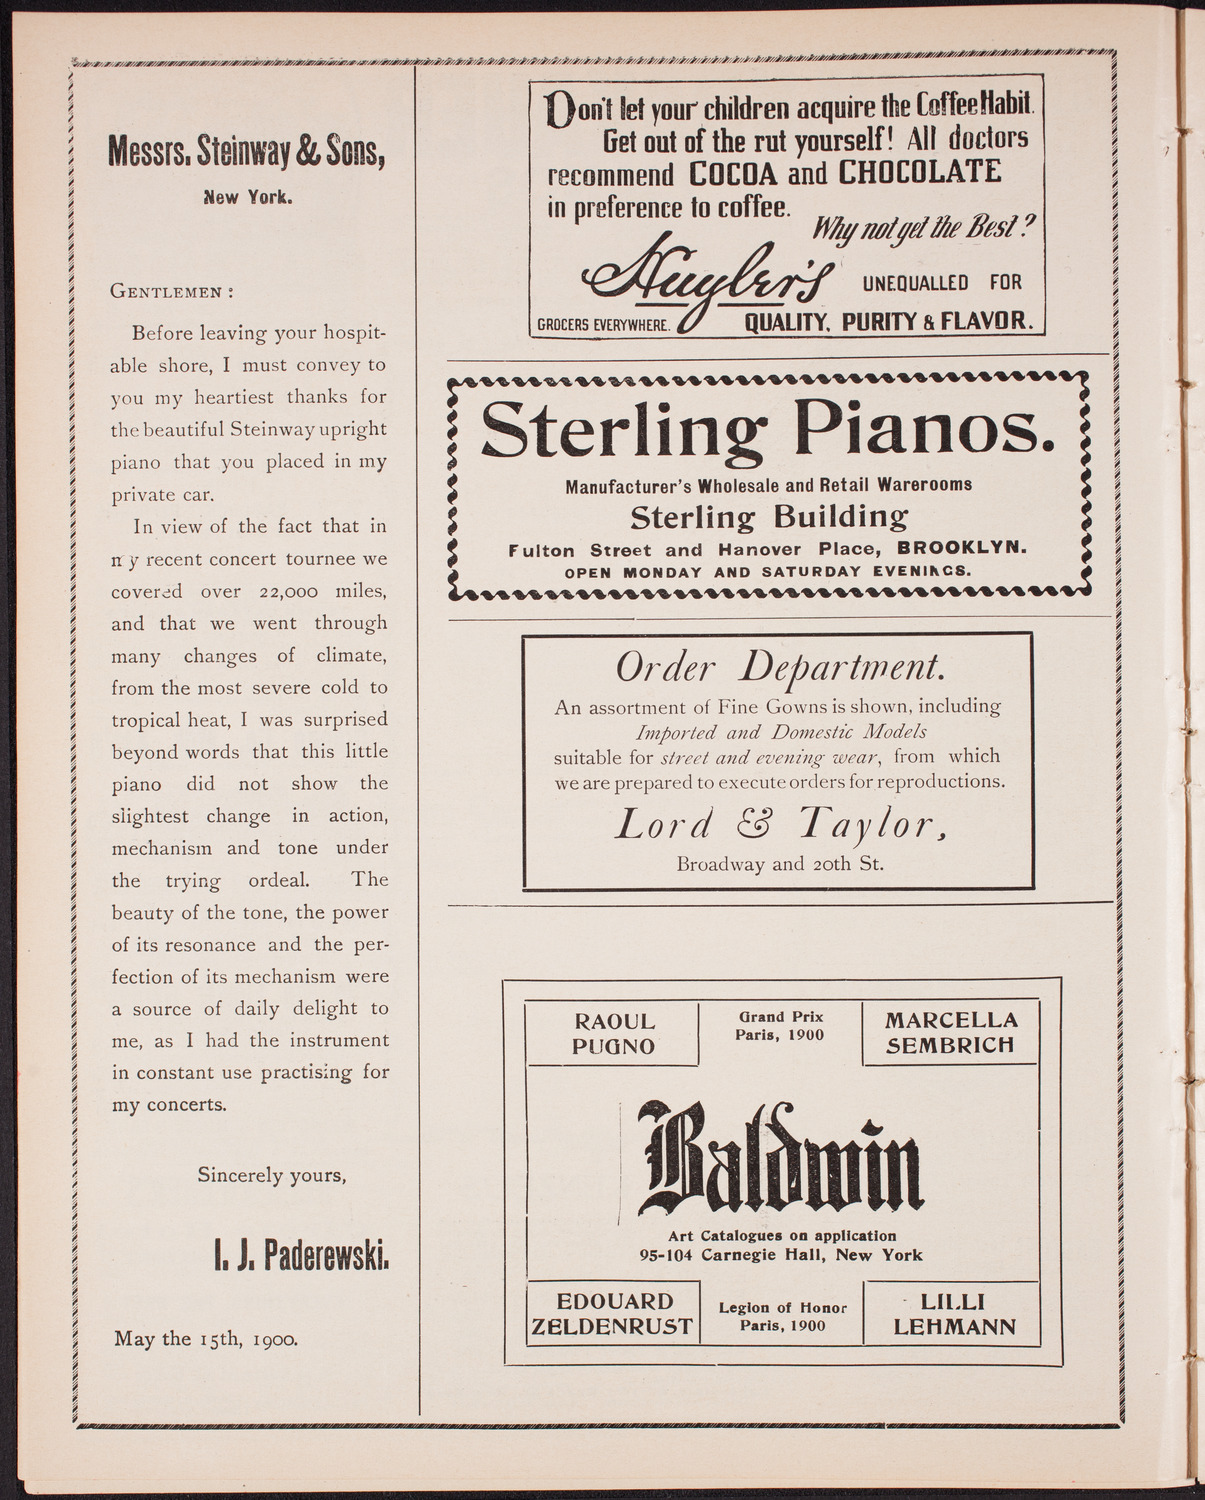 Messrs. Steinway & Sons,
New York.
GENTLEMEN:
Before leaving your hospit-
able shore, I must convey to
you my heartiest thanks for
the beautiful Steinway upright
piano that you placed in my
private car.
In view of the fact that in
my recent concert tournee we
covered over 22,000 miles,
and that we went through
many changes of climate,
from the most severe cold to
tropical heat, I was surprised
beyond words that this little
piano did not show the
slightest change in action,
mechanism and tone under
the trying ordeal. The
beauty of the tone, the power
of its resonance and the per-
fection of its mechanism were
a source of daily delight to
me, as I had the instrument
in constant use practising for
my concerts.
Sincerely yours,
I. J. Paderewski.
May the 15th, 1900.
Don't let your children acquire the Coffee Habit.
Get out of the rut yourself! All doctors
recommend COCOA and CHOCOLATE
in preference to coffee.
Why not get the Best?
Huyler's UNEQUALLED FOR
GROCERS EVERYWHERE. QUALITY, PURITY & FLAVOR.
Sterling Pianos.
Manufacturer's Wholesale and Retail Warerooms
Sterling Building
Fulton Street and Hanover Place, BROOKLYN.
OPEN MONDAY AND SATURDAY EVENINGS.
Order Department.
An assortment of Fine Gowns is shown, including
Imported and Domestic Models
suitable for street and evening wear, from which
we are prepared to execute orders for reproductions.
Lord & Taylor,
Broadway and 20th St.
RAOUL
PUGNO
Grand Prix
Paris, 1900
MARCELLA
SEMBRICH
Baldwin
Art Catalogues on application
95-104 Carnegie Hall, New York
EDOUARD
ZELDENRUST
Legion of Honor
Paris, 1900
LILLI
LEHMANN